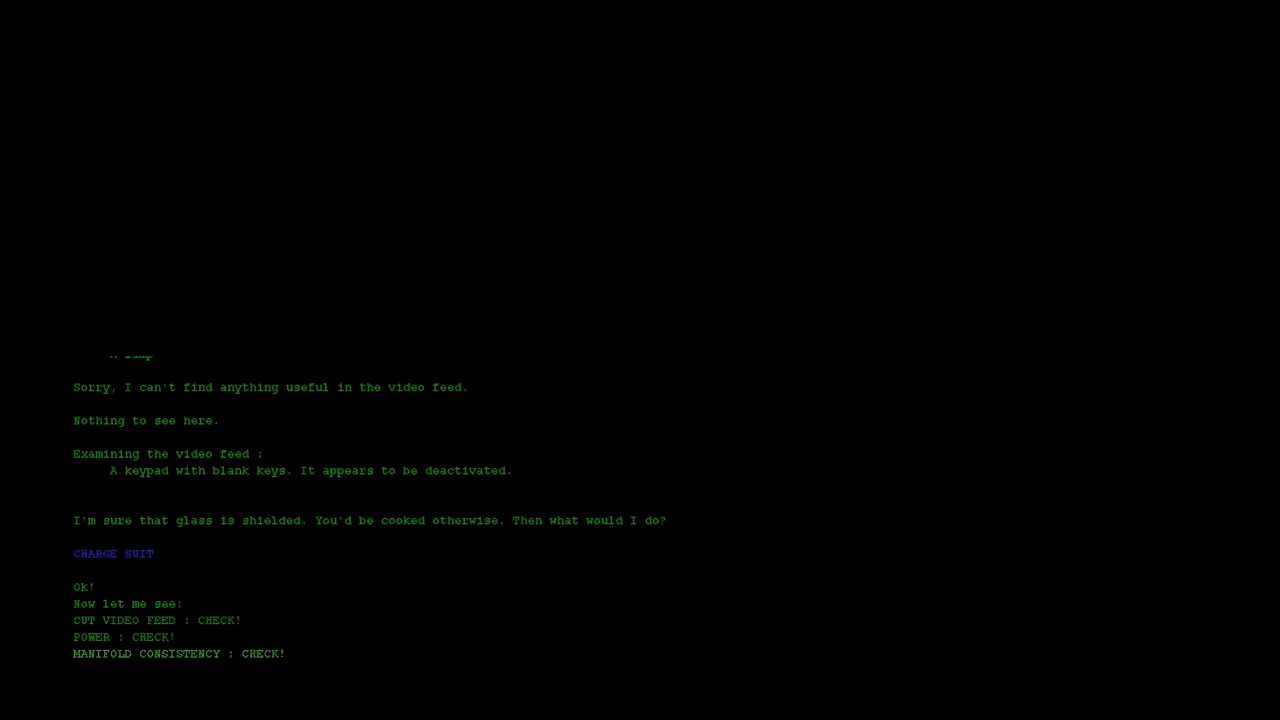 Sorry, I can't find anything useful in the video feed.
Nothing to see here.
Examining the video feed :
A keypad with blank keys. It appears to be deactivated.
I'm sure that glass is shielded. You'd be cooked otherwise. Then what would I do?
CHARGE SUIT
Ok!
Now let me see:
CUT VIDEO FEED : CHECK!
POWER : CHECK!
MANIFOLD CONSISTENCY : CHECK!